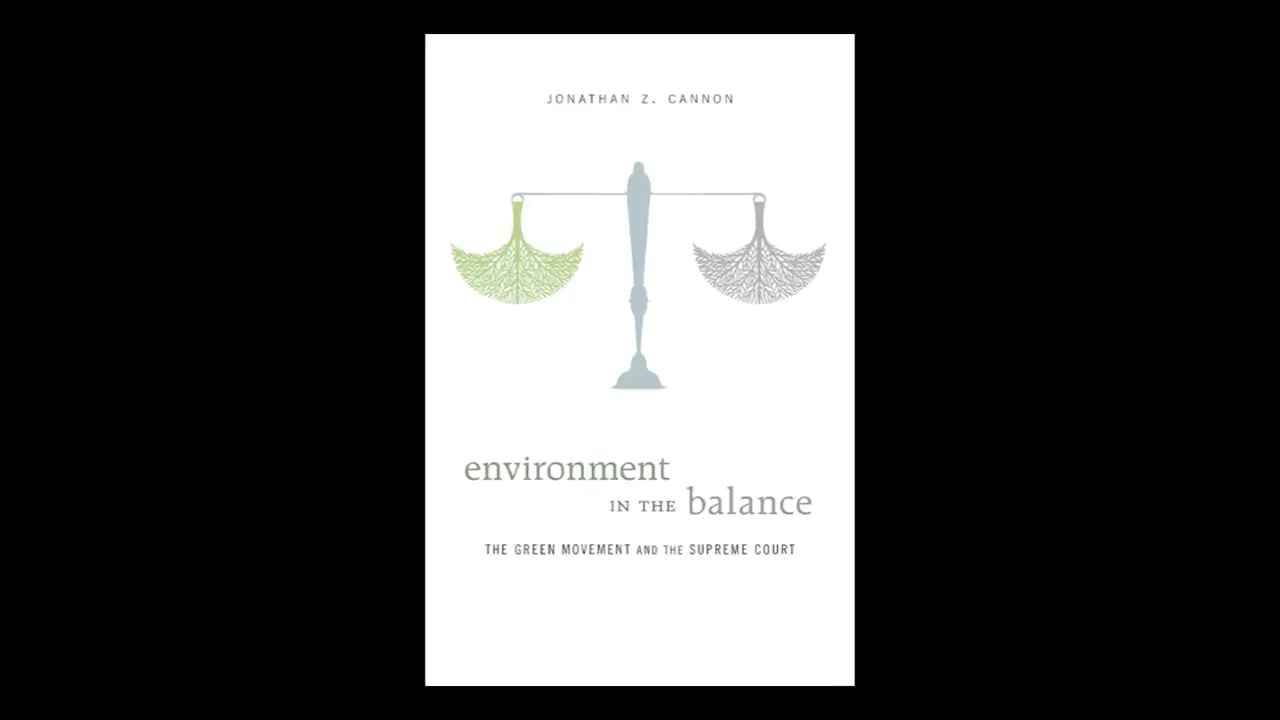 JONATHAN Z. CANNON
environment
IN THE balance
THE GREEN MOVEMENT AND THE SUPREME COURT